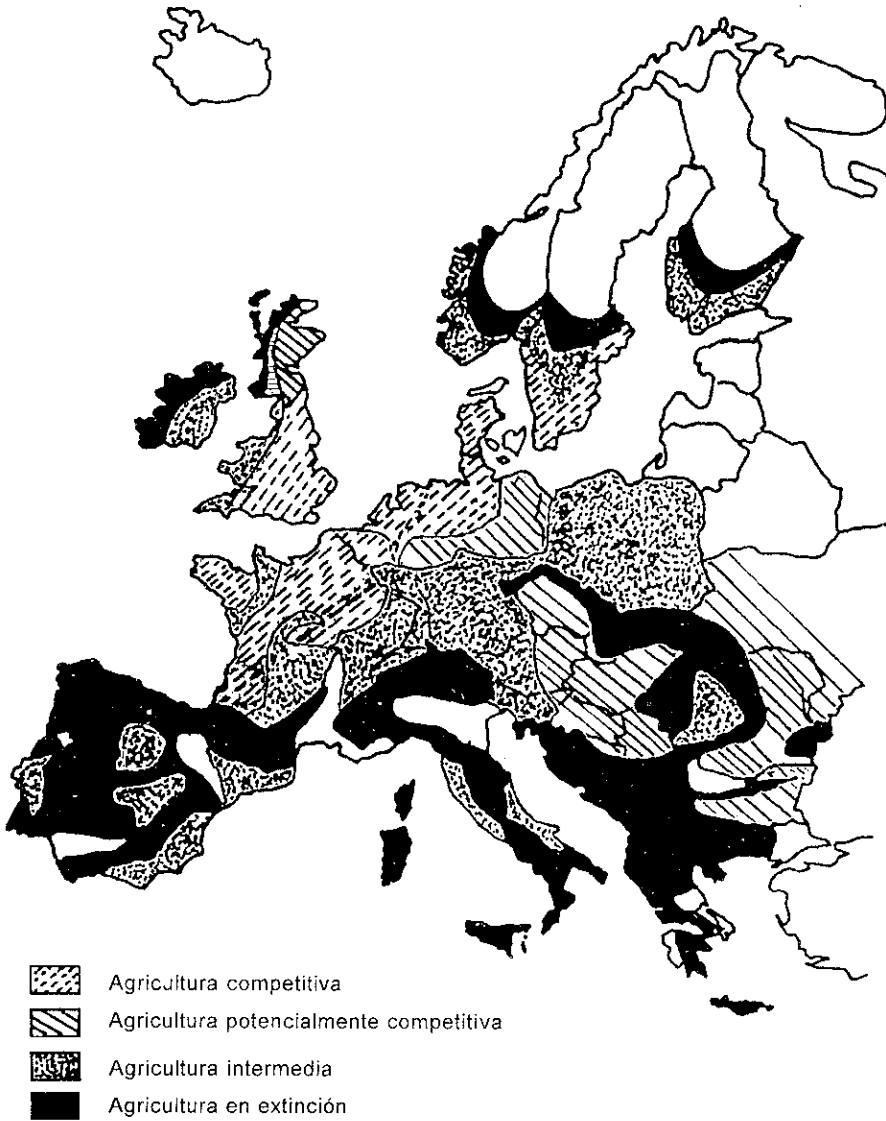 Agricultura competitiva
Agricultura potencialmente competitiva
Agricultura intermedia
Agricultura en extinción